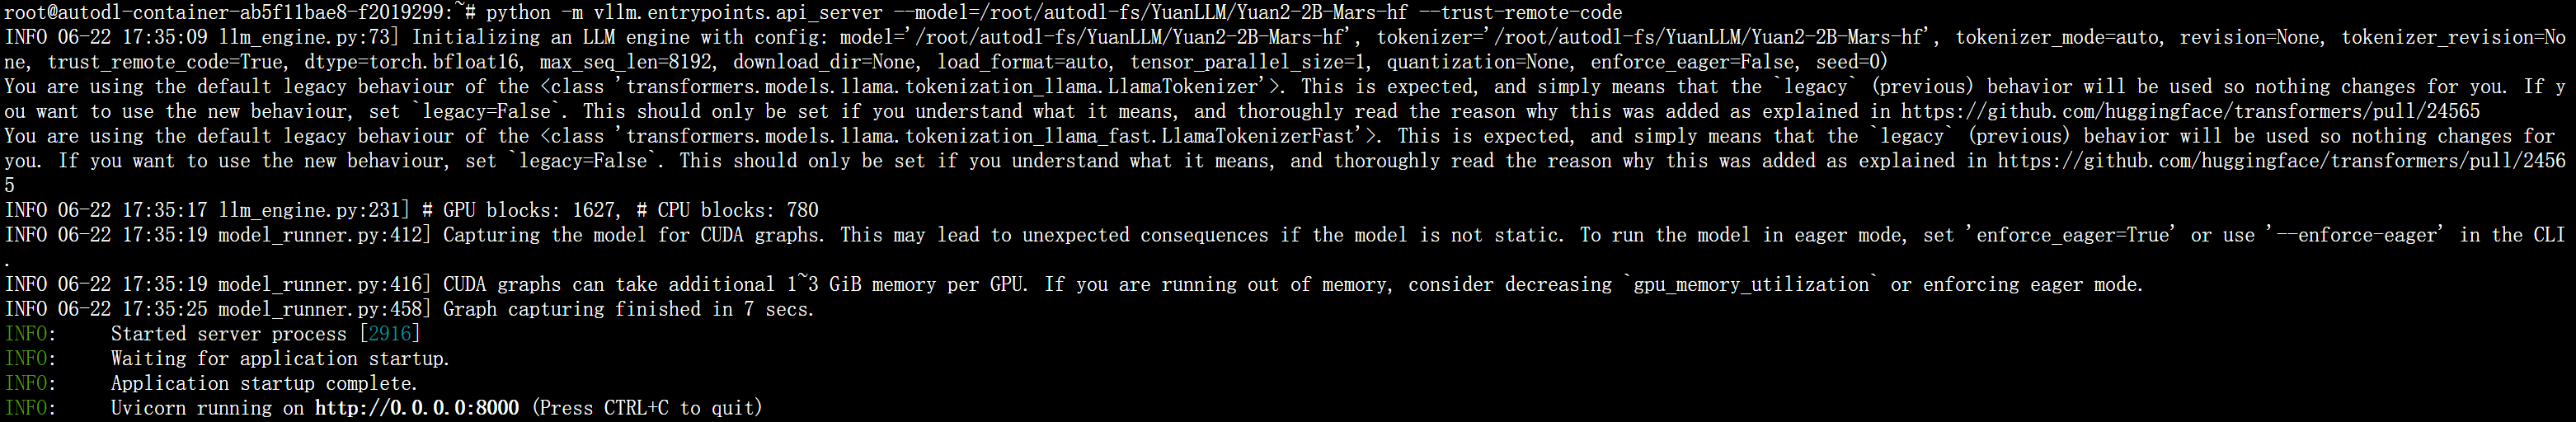 root@autodl-container-ab5f11bae8-f2019299:~# python -m vllm.entrypoints.api_server --model=/root/autodl-fs/YuanLLM/Yuan2-2B-Mars-hf --trust-remote-code
INFO 06-22 17:35:09 llm_engine.py:73] Initializing an LLM engine with config: model='/root/autodl-fs/YuanLLM/Yuan2-2B-Mars-hf', tokenizer='/root/autodl-fs/YuanLLM/Yuan2-2B-Mars-hf', tokenizer_mode=auto, revision=None, tokenizer_revision=No
ne, trust_remote_code=True, dtype=torch.bfloat16, max_seq_len=8192, download_dir=None, load_format=auto, tensor_parallel_size=1, quantization=None, enforce_eager=False, seed=0)
You are using the default legacy behaviour of the <class 'transformers.models.llama.tokenization_llama.LlamaTokenizer'>. This is expected, and simply means that the `legacy` (previous) behavior will be used so nothing changes for you. If y
ou want to use the new behaviour, set `legacy=False`. This should only be set if you understand what it means, and thoroughly read the reason why this was added as explained in https://github.com/huggingface/transformers/pull/24565
You are using the default legacy behaviour of the <class 'transformers.models.llama.tokenization_llama_fast.LlamaTokenizerFast'>. This is expected, and simply means that the `legacy` (previous) behavior will be used so nothing changes for
you. If you want to use the new behaviour, set `legacy=False`. This should only be set if you understand what it means, and thoroughly read the reason why this was added as explained in https://github.com/huggingface/transformers/pull/2456
5
INFO 06-22 17:35:17 llm_engine.py:231] # GPU blocks: 1627, # CPU blocks: 780
INFO 06-22 17:35:19 model_runner.py:412] Capturing the model for CUDA graphs. This may lead to unexpected consequences if the model is not static. To run the model in eager mode, set 'enforce_eager=True' or use '--enforce-eager' in the CLI
.
INFO 06-22 17:35:19 model_runner.py:416] CUDA graphs can take additional 1~3 GiB memory per GPU. If you are running out of memory, consider decreasing `gpu_memory_utilization` or enforcing eager mode.
INFO 06-22 17:35:25 model_runner.py:458] Graph capturing finished in 7 secs.
INFO:     Started server process [2916]
INFO:     Waiting for application startup.
INFO:     Application startup complete.
INFO:     Uvicorn running on http://0.0.0.0:8000 (Press CTRL+C to quit)